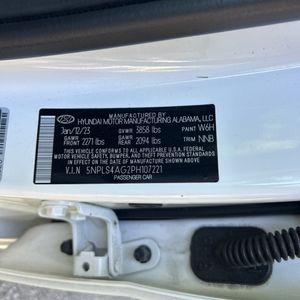 MANUFACTURED BY
HYUNDAI MOTOR MANUFACTURING ALABAMA, LLC
Jan/12/23 GVWR 3858 lbs PAINT W6H
GAWR FRONT 2271 lbs GAWR REAR 2094 lbs TRIM NNB
THIS VEHICLE CONFORMS TO ALL APPLICABLE
U.S. FEDERAL MOTOR VEHICLE SAFETY, BUMPER,
AND THEFT PREVENTION STANDARDS IN EFFECT ON
THE DATE OF MANUFACTURE SHOWN ABOVE.
V.I.N 5NPLS4AG2PH107221
PASSENGER CAR